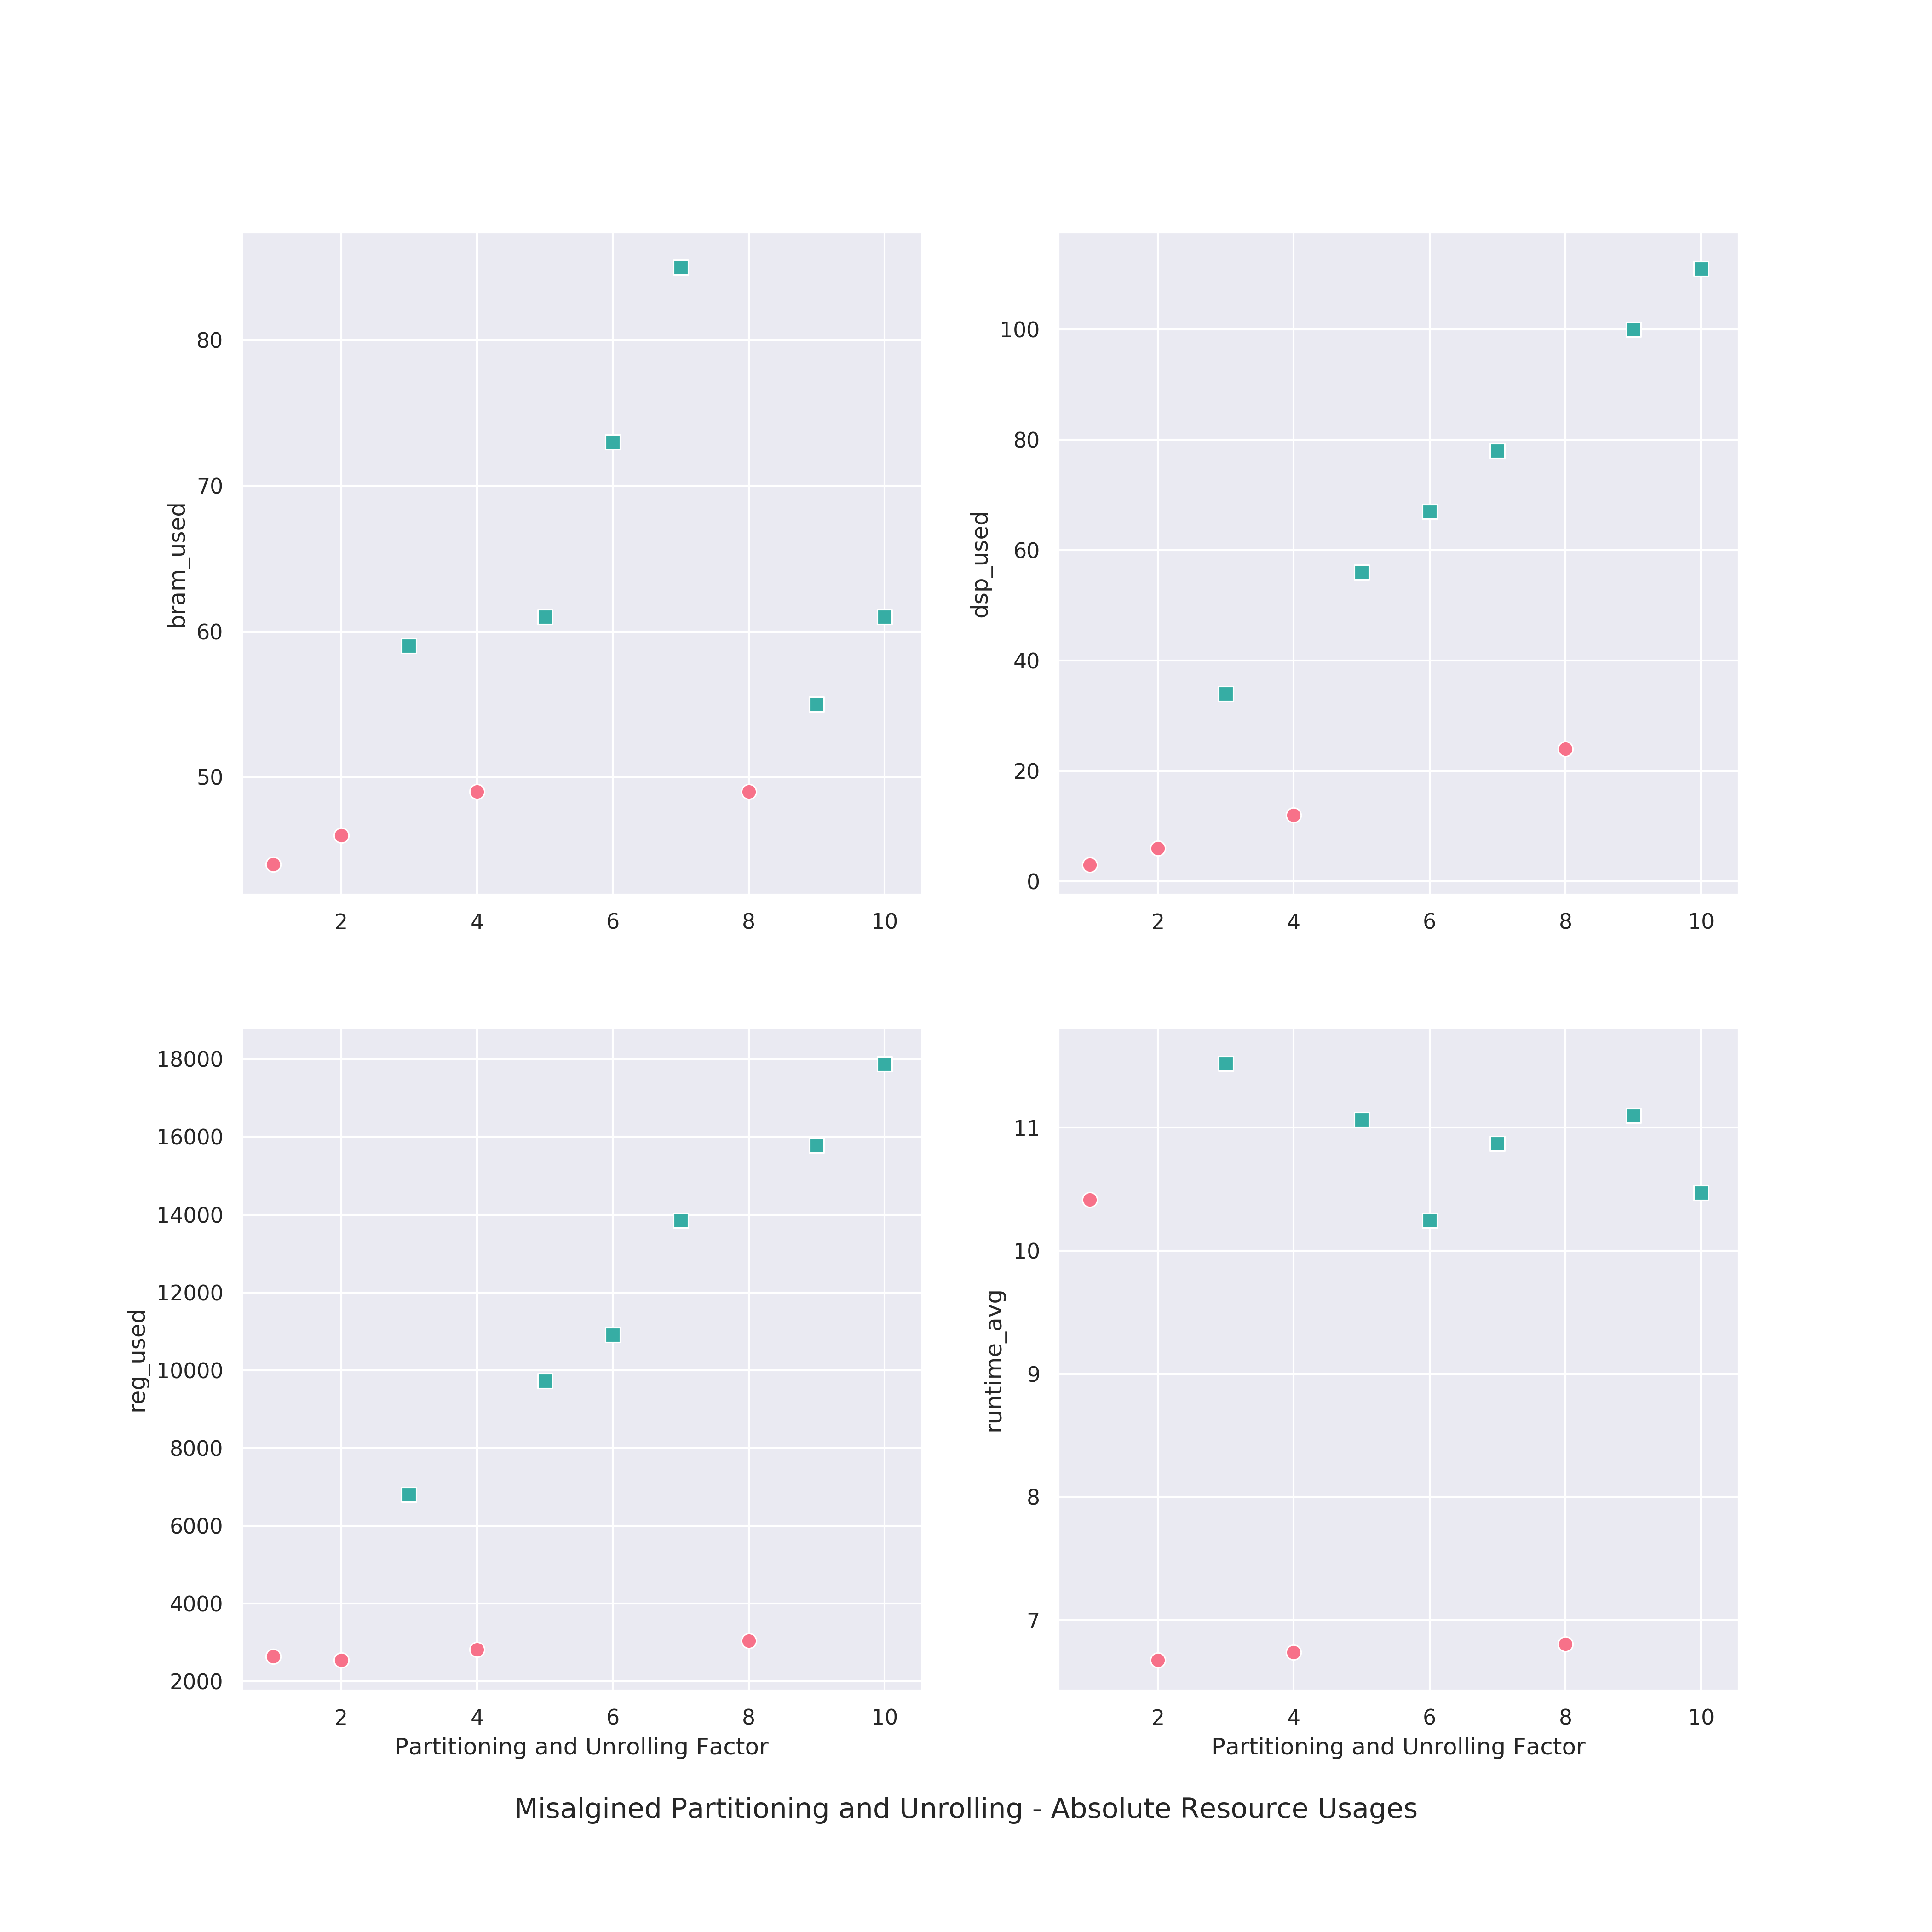 bram_used
80
70
60
50
2 4 6 8 10
dsp_used
100
80
60
40
20
0
2 4 6 8 10
reg_used
18000
16000
14000
12000
10000
8000
6000
4000
2000
2 4 6 8 10
Partitioning and Unrolling Factor
runtime_avg
11
10
9
8
7
2 4 6 8 10
Partitioning and Unrolling Factor
Misalgined Partitioning and Unrolling - Absolute Resource Usages